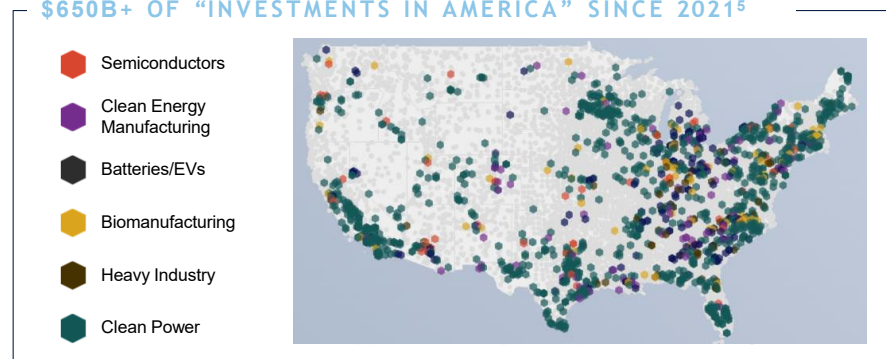 $650B+ OF “INVESTMENTS IN AMERICA” SINCE 2021⁵
Semiconductors
Clean Energy
Manufacturing
Batteries/EVs
Biomanufacturing
Heavy Industry
Clean Power